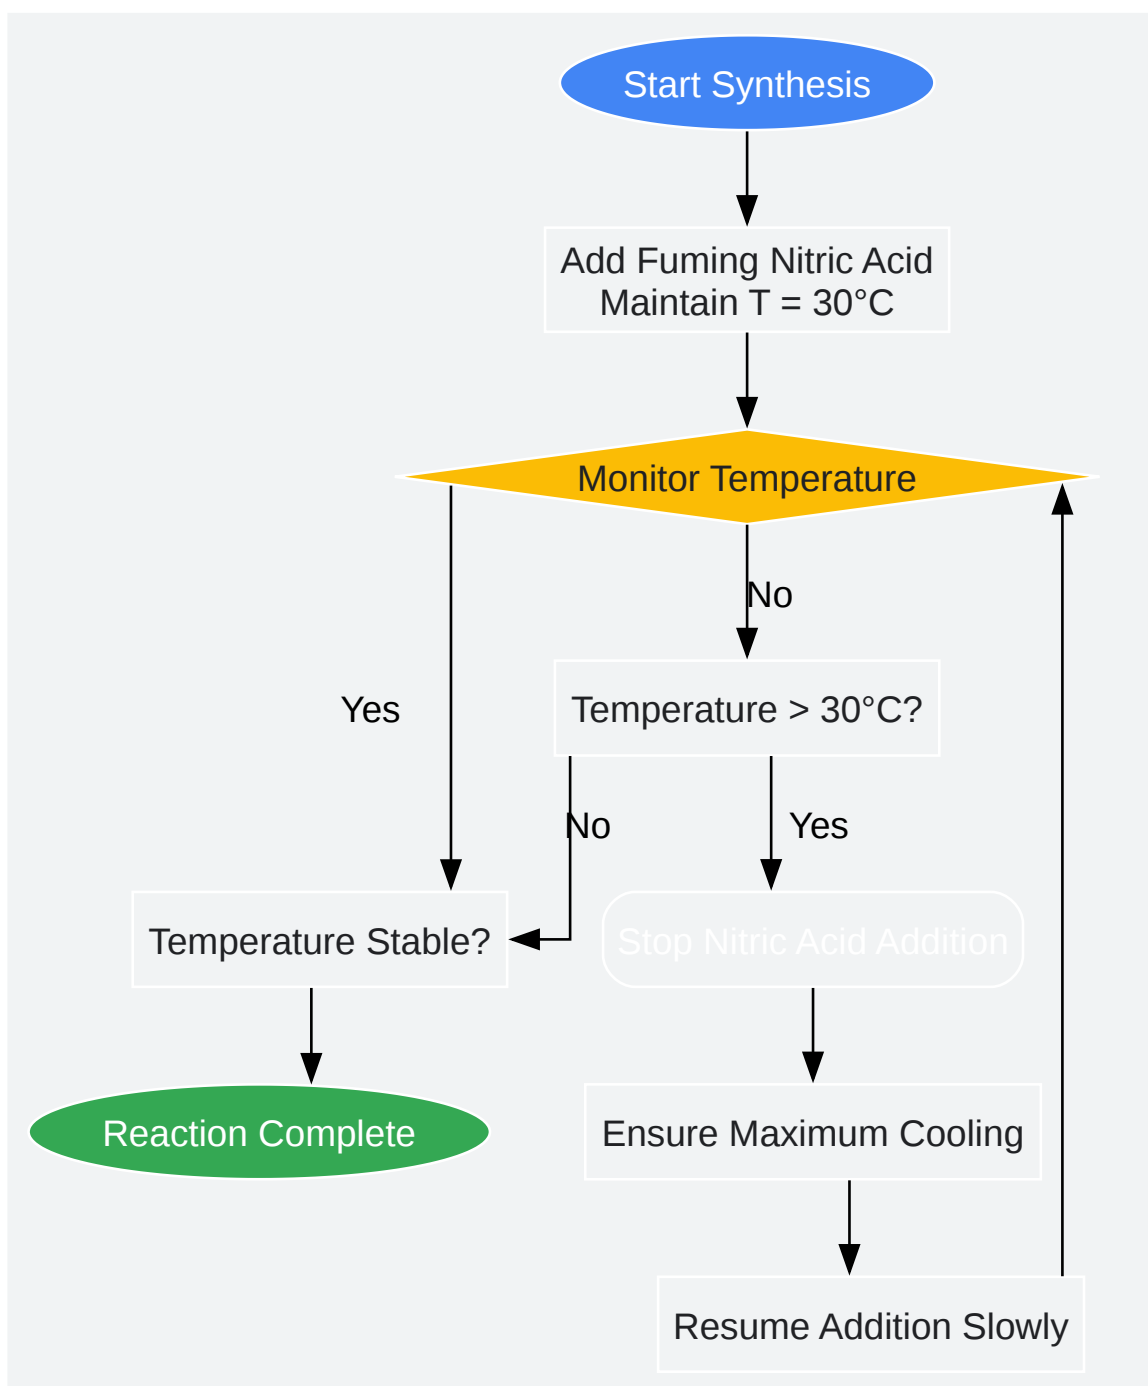 Start Synthesis
Add Fuming Nitric Acid
Maintain T = 30°C
Monitor Temperature
No
Yes
Temperature > 30°C?
No
Yes
Temperature Stable?
Stop Nitric Acid Addition
Reaction Complete
Ensure Maximum Cooling
Resume Addition Slowly